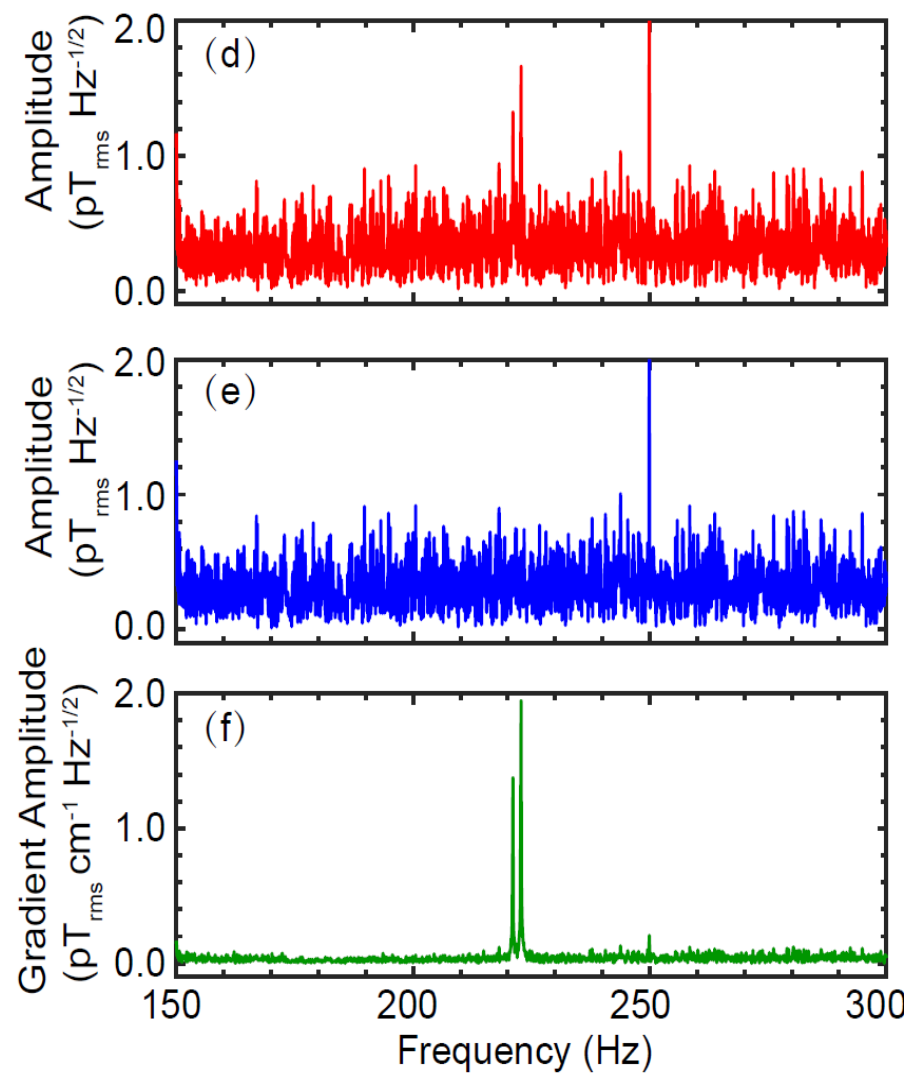 (d)
Amplitude
(pTrms Hz-1/2)
2.0
1.0
0.0
(e)
Amplitude
(pTrms Hz-1/2)
2.0
1.0
0.0
(f)
Gradient Amplitude
(pTrms cm-1 Hz-1/2)
2.0
1.0
0.0
150 200 250 300
Frequency (Hz)